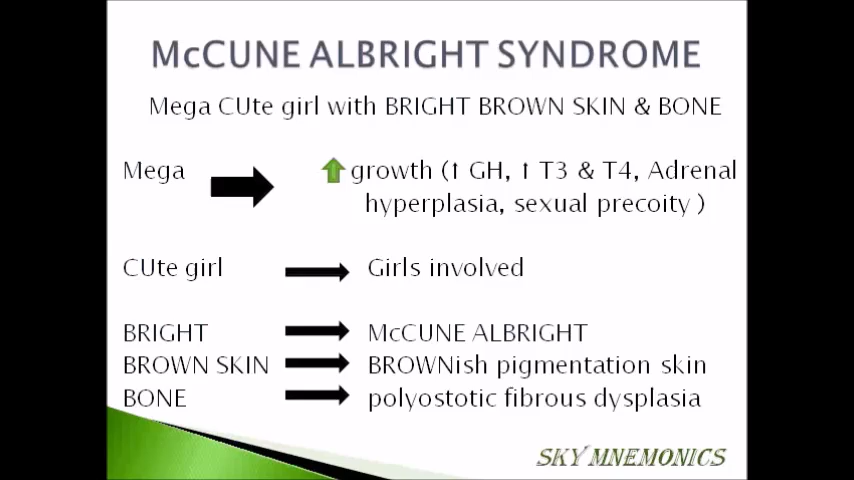 McCUNE ALBRIGHT SYNDROME
Mega CUte girl with BRIGHT BROWN SKIN & BONE
Mega ↑ growth (↑ GH, ↑ T3 & T4, Adrenal
hyperplasia, sexual precoity )
CUte girl Girls involved
BRIGHT McCUNE ALBRIGHT
BROWN SKIN BROWNish pigmentation skin
BONE polyostotic fibrous dysplasia
SKY MNEMONICS